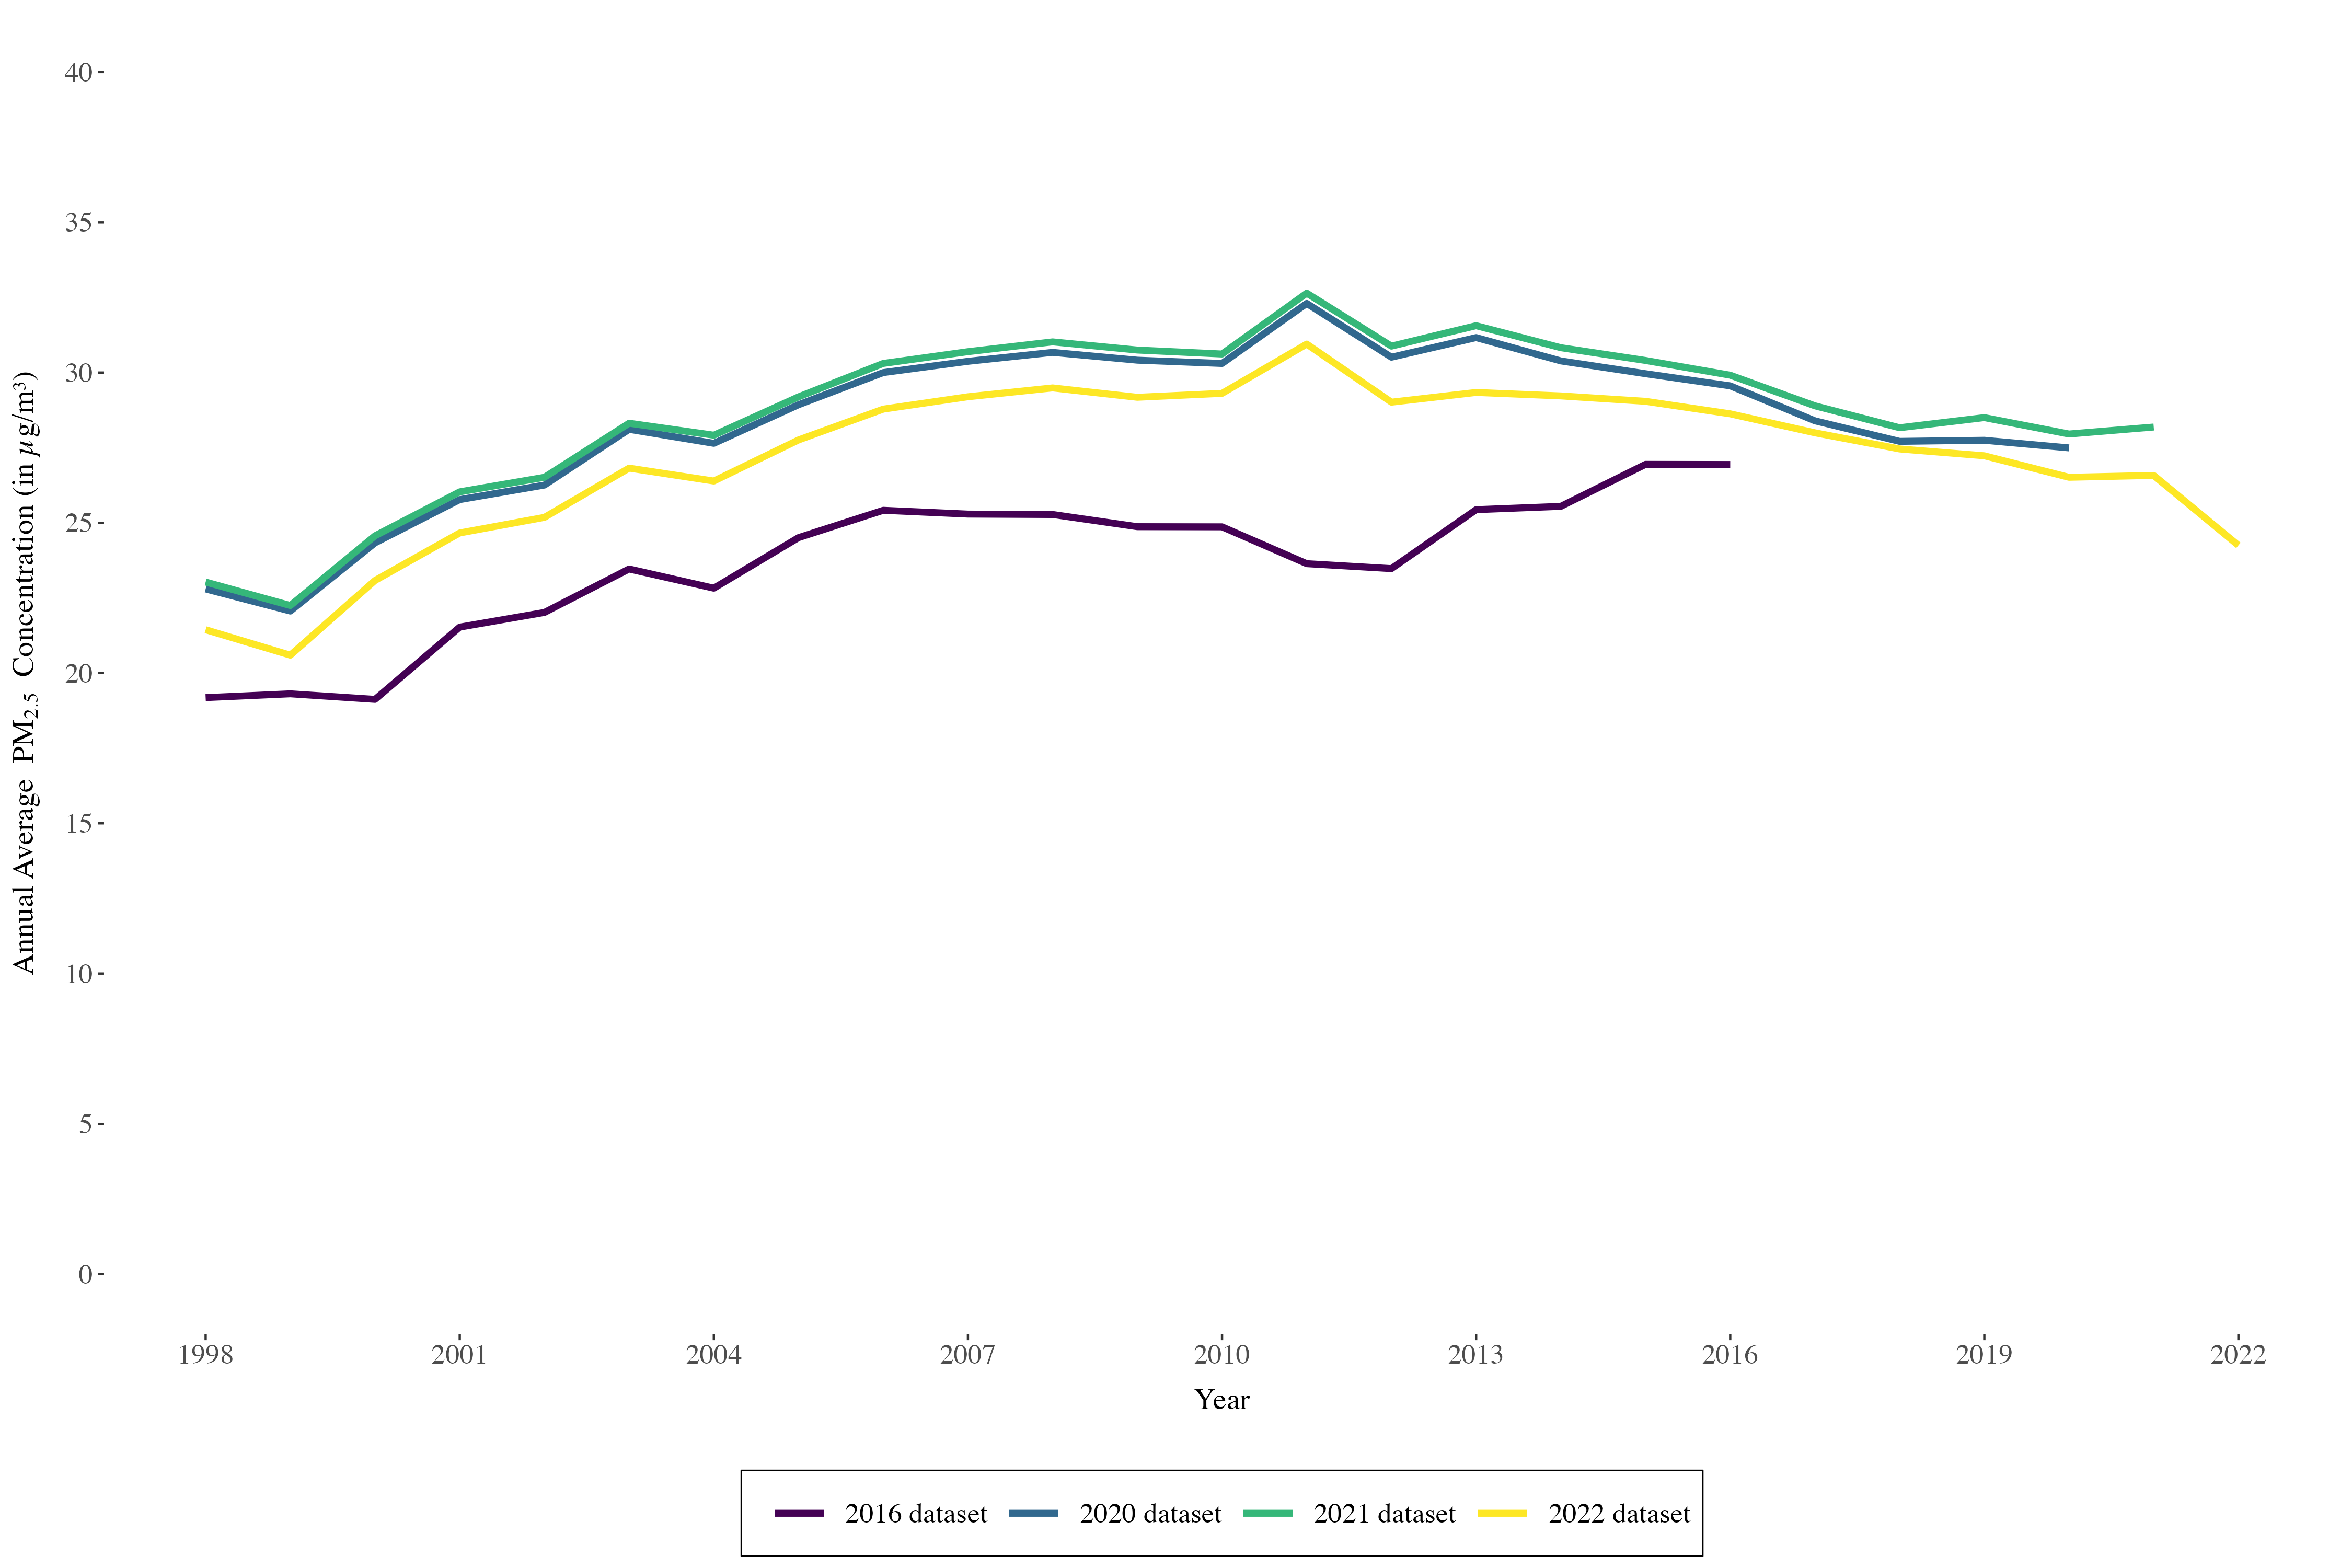 40
35
30
25
20
15
10
5
0
Annual Average PM2.5 Concentration (in µg/m³)
1998 2001 2004 2007 2010 2013 2016 2019 2022
Year
2016 dataset 2020 dataset 2021 dataset 2022 dataset